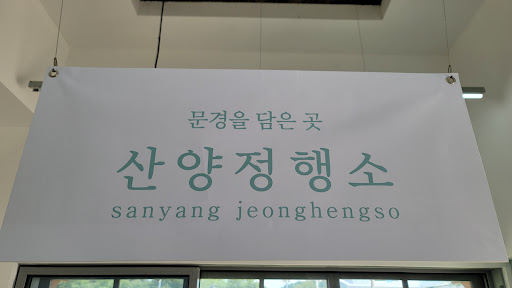 문경을 담은 곳
산양정행소
sanyang jeonghengso